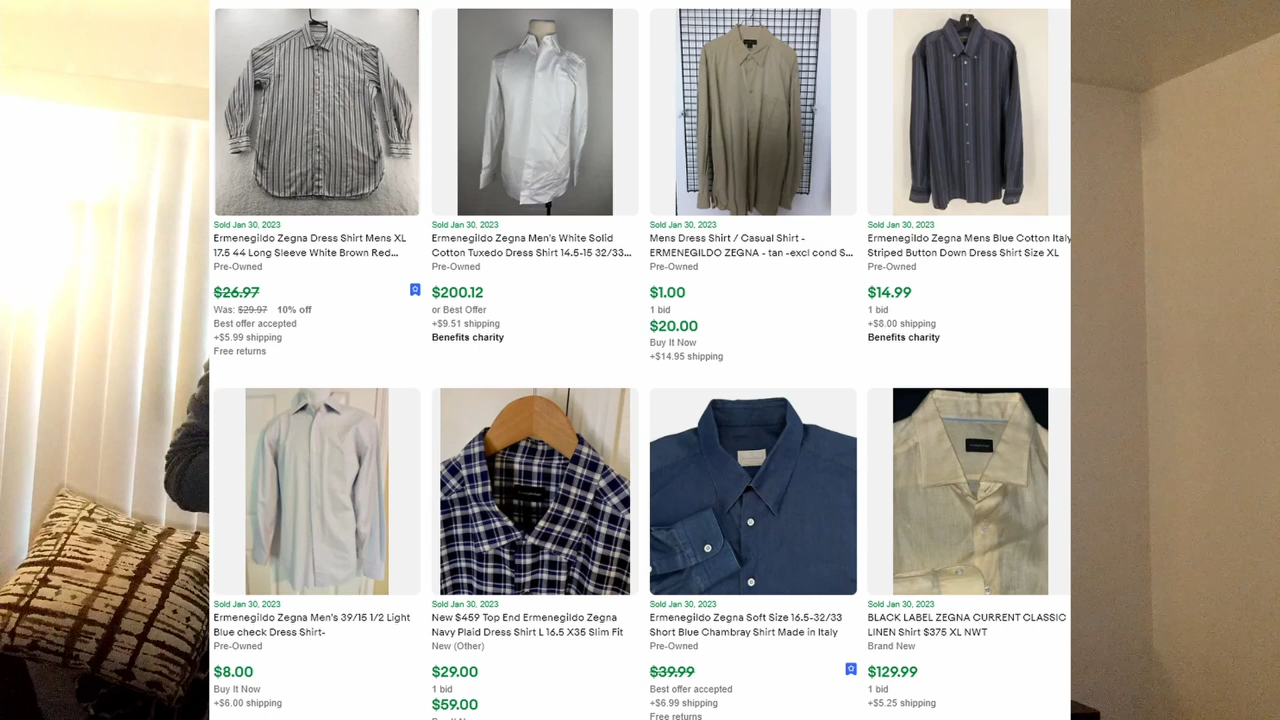 Sold Jan 30, 2023
Ermenegildo Zegna Dress Shirt Mens XL
17.5 44 Long Sleeve White Brown Red...
Pre-Owned
$26.97
Was: $29.97 10% off
Best offer accepted
+$5.99 shipping
Free returns
Sold Jan 30, 2023
Ermenegildo Zegna Men's White Solid
Cotton Tuxedo Dress Shirt 14.5-15 32/33...
Pre-Owned
$200.12
or Best Offer
+$9.51 shipping
Benefits charity
Sold Jan 30, 2023
Mens Dress Shirt / Casual Shirt -
ERMENEGILDO ZEGNA - tan -excl cond S...
Pre-Owned
$1.00
1 bid
$20.00
Buy It Now
+$14.95 shipping
Sold Jan 30, 2023
Ermenegildo Zegna Mens Blue Cotton Italy
Striped Button Down Dress Shirt Size XL
Pre-Owned
$14.99
1 bid
+$8.00 shipping
Benefits charity
Sold Jan 30, 2023
Ermenegildo Zegna Men's 39/15 1/2 Light
Blue check Dress Shirt-
Pre-Owned
$8.00
Buy It Now
+$6.00 shipping
Sold Jan 30, 2023
New $459 Top End Ermenegildo Zegna
Navy Plaid Dress Shirt L 16.5 X35 Slim Fit
New (Other)
$29.00
1 bid
$59.00
Sold Jan 30, 2023
Ermenegildo Zegna Soft Size 16.5-32/33
Short Blue Chambray Shirt Made in Italy
Pre-Owned
$39.99
Best offer accepted
+$6.99 shipping
Free returns
Sold Jan 30, 2023
BLACK LABEL ZEGNA CURRENT CLASSIC
LINEN Shirt $375 XL NWT
Brand New
$129.99
1 bid
+$5.25 shipping